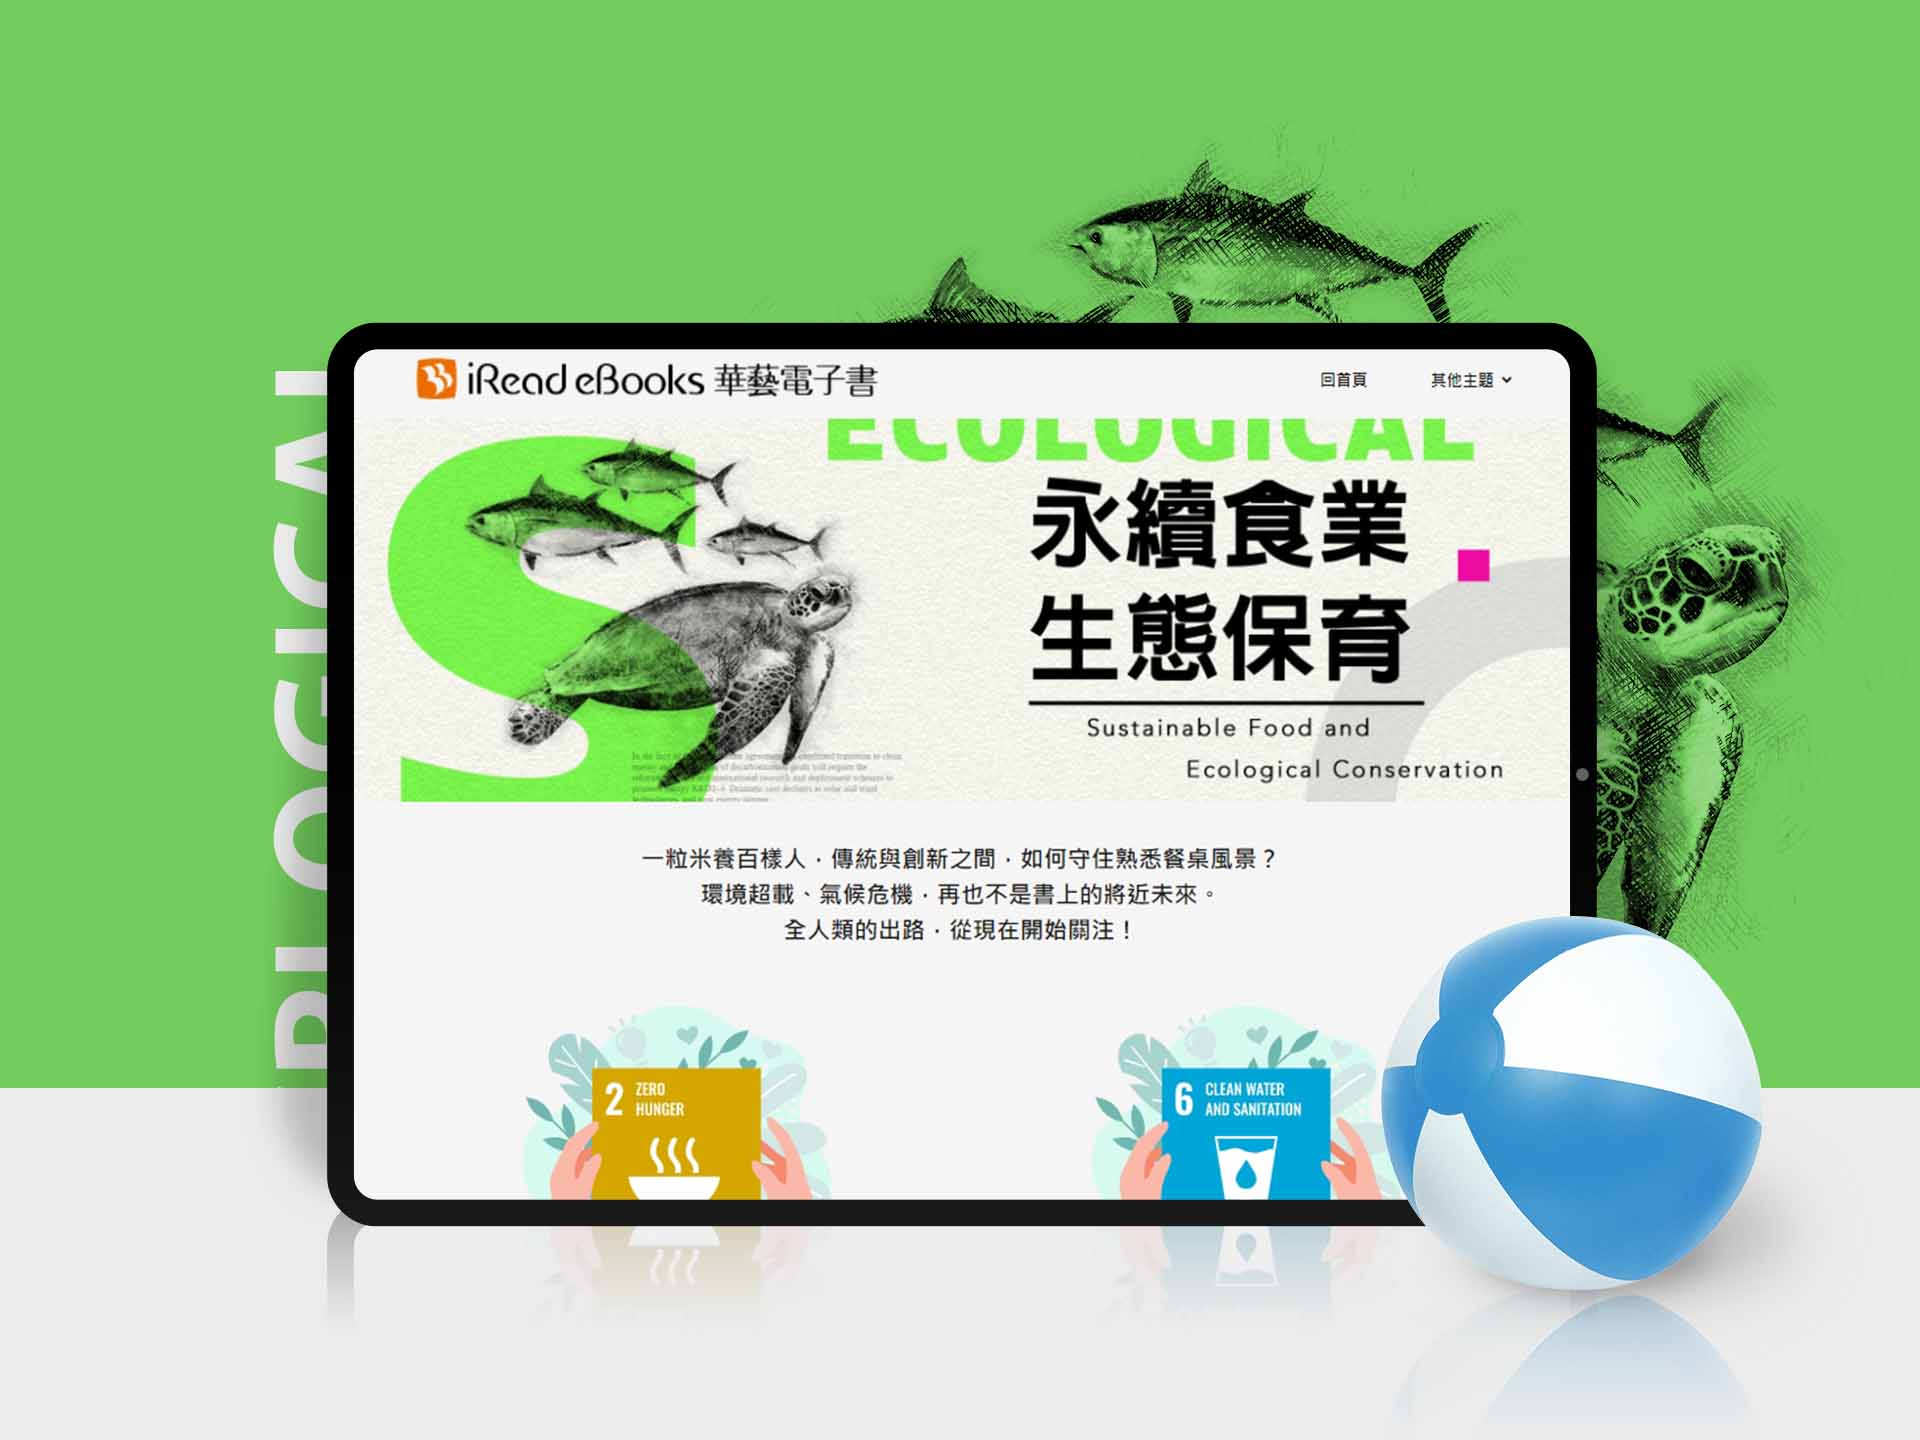 iRead eBooks 華藝電子書
回首頁
其他主題
ECOLOGICAL
永續食業
生態保育
Sustainable Food and
Ecological Conservation
一粒米養百樣人,傳統與創新之間,如何守住熟悉餐桌風景?
環境超載、氣候危機,再也不是書上的將近未來。
全人類的出路,從現在開始關注!
2 ZERO
HUNGER
6 CLEAN WATER
AND SANITATION